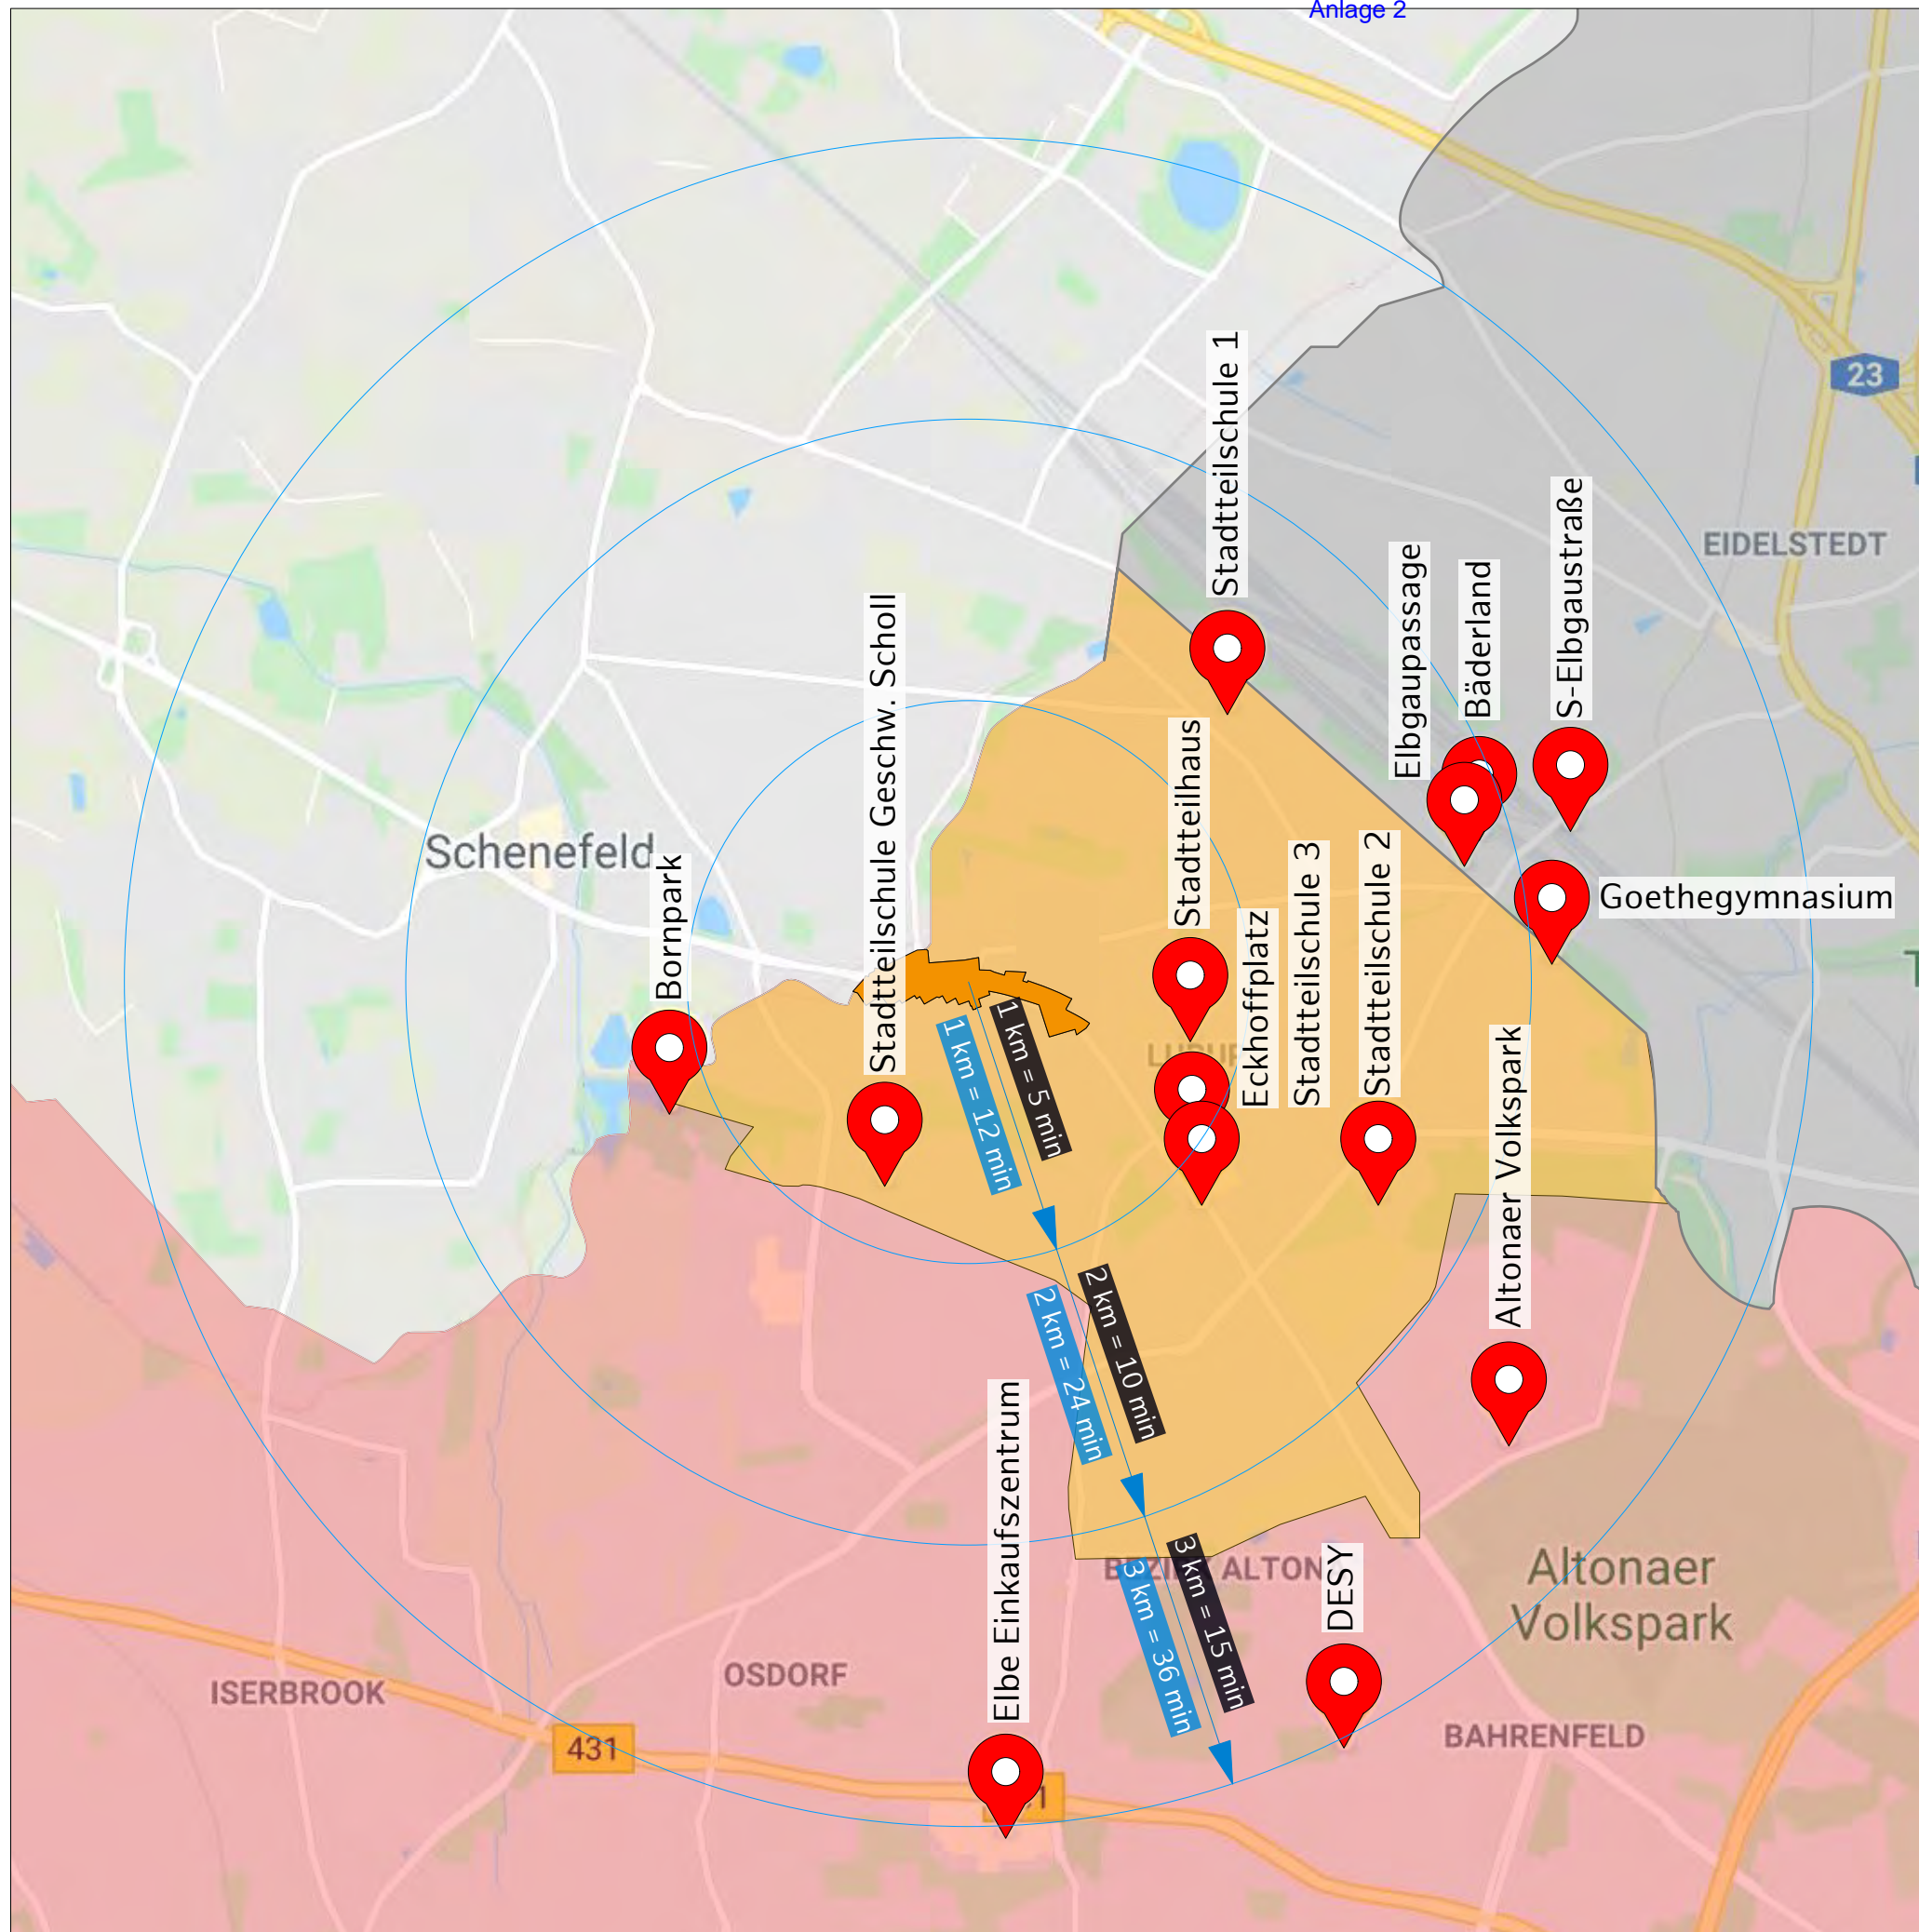 Anlage 2
23
EIDELSTEDT
Stadtteilschule 1
S-Elbgaustraße
Elbgaupassage
Bäderland
Stadtteilschule Geschw. Scholl
Stadtteilhaus
Schenefeld
Bornpark
Stadtteilschule 3
Stadtteilschule 2
Goethegymnasium
Eckhoffplatz
1 km = 12 min
1 km = 5 min
Altonaer Volkspark
2 km = 24 min
2 km = 10 min
Elbe Einkaufszentrum
DESY
3 km = 36 min
3 km = 15 min
Altonaer
Volkspark
OSDORF
ISERBROOK
BAHRENFELD
431